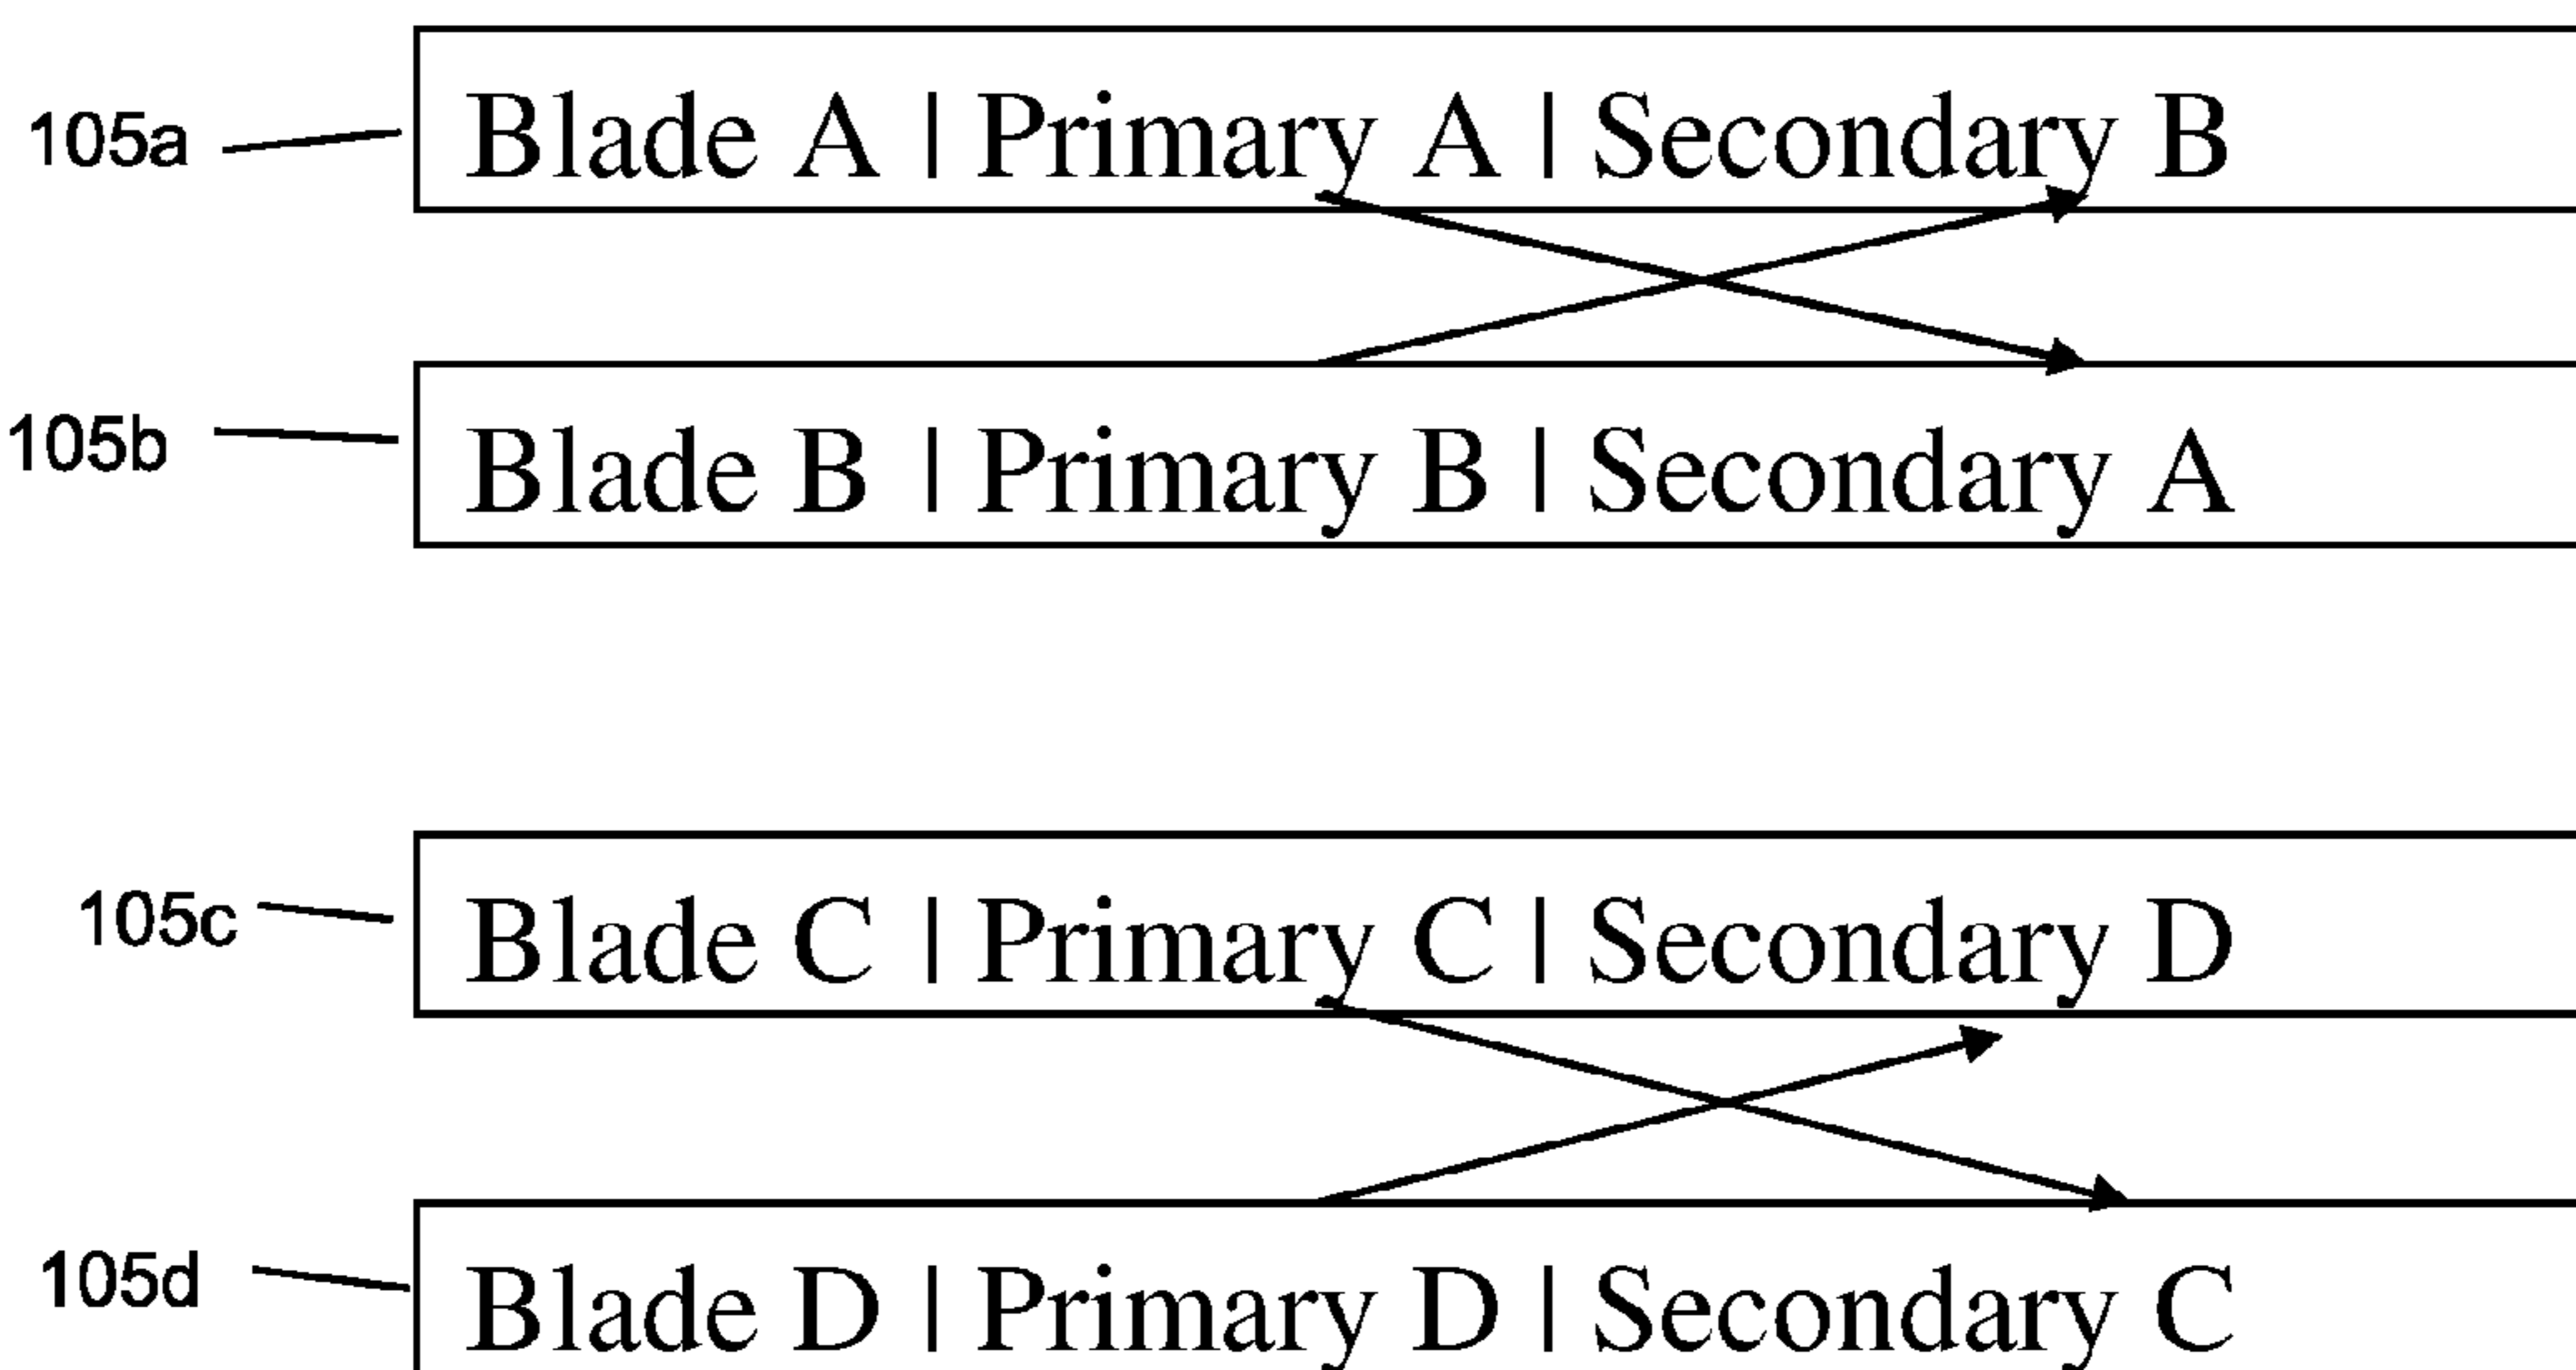 105a Blade A | Primary A | Secondary B
105b Blade B | Primary B | Secondary A
105c Blade C | Primary C | Secondary D
105d Blade D | Primary D | Secondary C